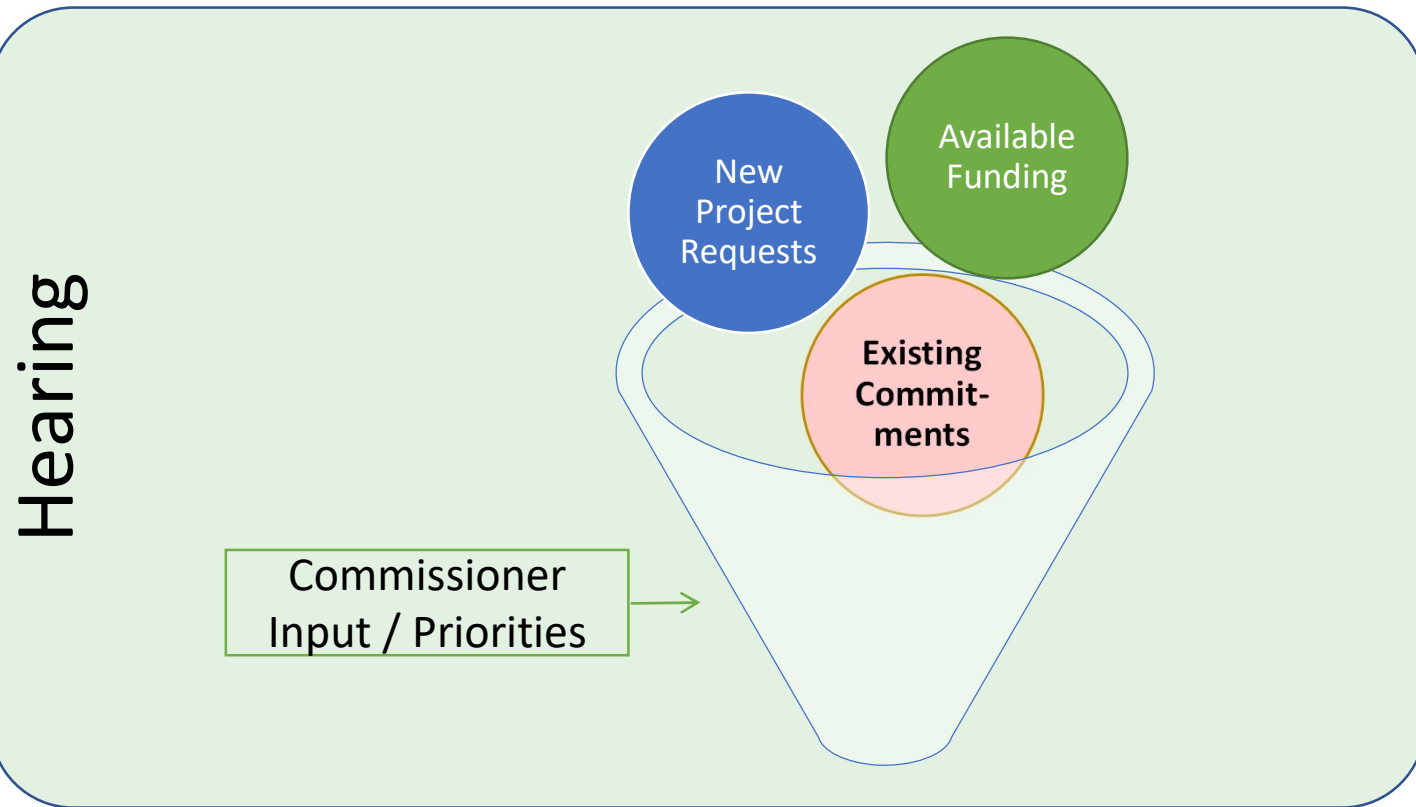 Hearing
New
Project
Requests
Available
Funding
Existing
Commit-
ments
Commissioner
Input / Priorities